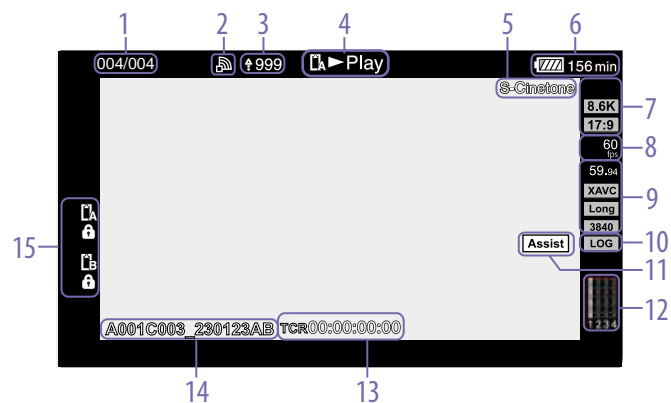 1 2 3 4 5 6
004/004 999 A Play 156 min
S-Cinetone
8.6K 7
17:9
60 fps 8
59.94 9
XAVC
Long
3840
15 A
B
Assist LOG 10
11
1 2 3 4 12
A001C003_230123AB TCR00:00:00:00
14 13